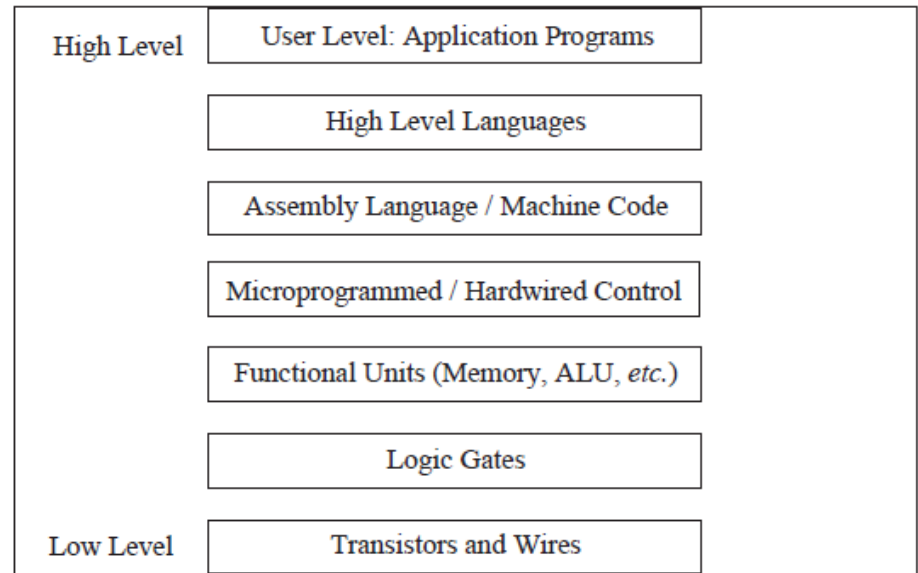 High Level
User Level: Application Programs
High Level Languages
Assembly Language / Machine Code
Microprogrammed / Hardwired Control
Functional Units (Memory, ALU, etc.)
Logic Gates
Low Level
Transistors and Wires